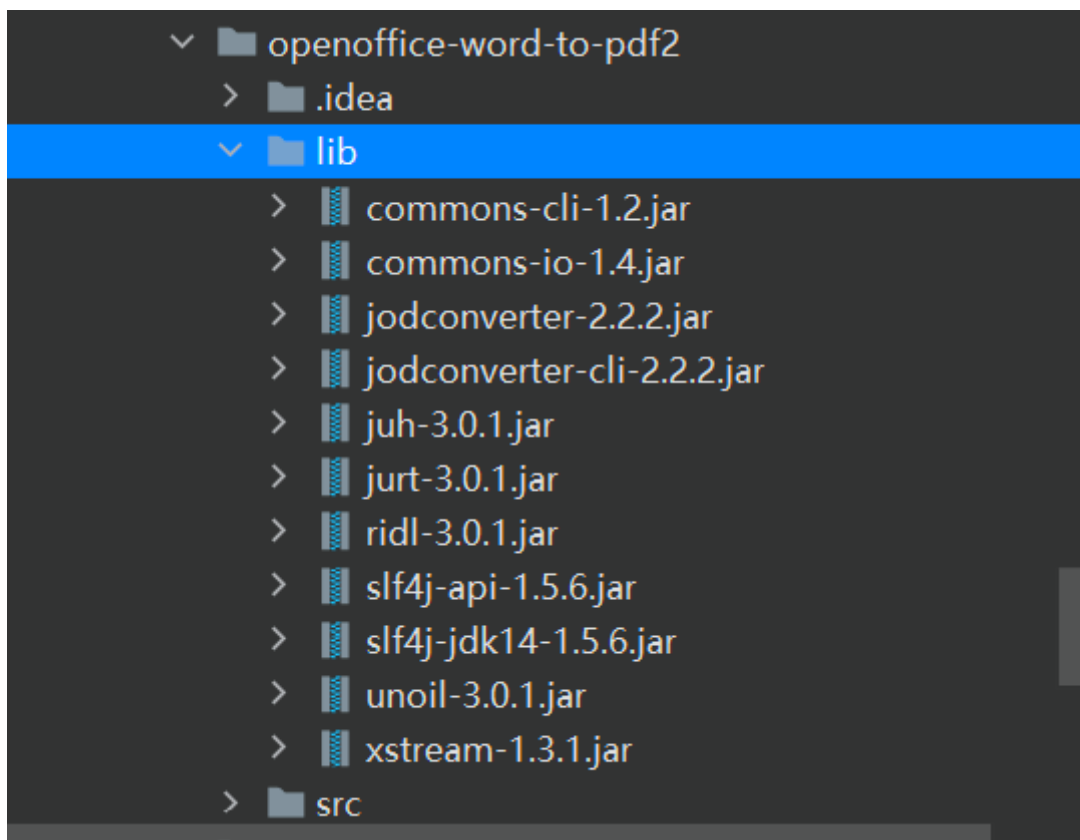 openoffice-word-to-pdf2
.idea
lib
commons-cli-1.2.jar
commons-io-1.4.jar
jodconverter-2.2.2.jar
jodconverter-cli-2.2.2.jar
juh-3.0.1.jar
jurt-3.0.1.jar
ridl-3.0.1.jar
slf4j-api-1.5.6.jar
slf4j-jdk14-1.5.6.jar
unoil-3.0.1.jar
xstream-1.3.1.jar
src